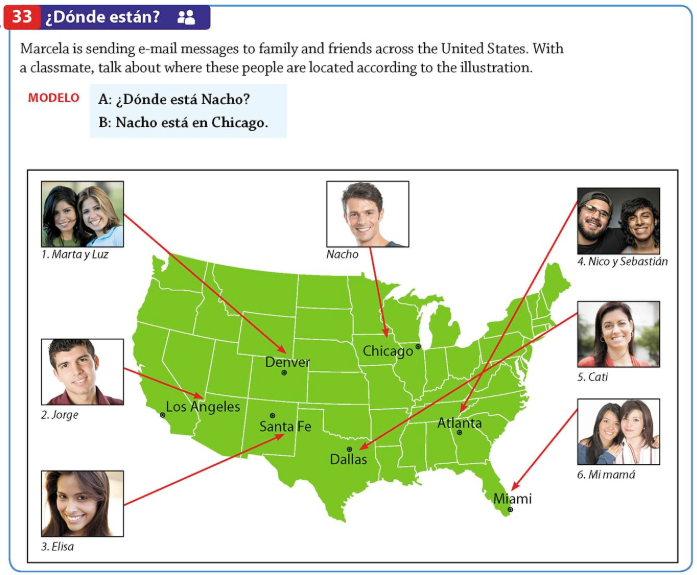 33 ¿Dónde están?
Marcela is sending e-mail messages to family and friends across the United States. With
a classmate, talk about where these people are located according to the illustration.
MODELO A: ¿Dónde está Nacho?
B: Nacho está en Chicago.
1. Marta y Luz
Nacho
4. Nico y Sebastián
Chicago
Denver
5. Cati
2. Jorge
Los Angeles
Santa Fe
Atlanta
Dallas
6. Mi mamá
Miami
3. Elisa